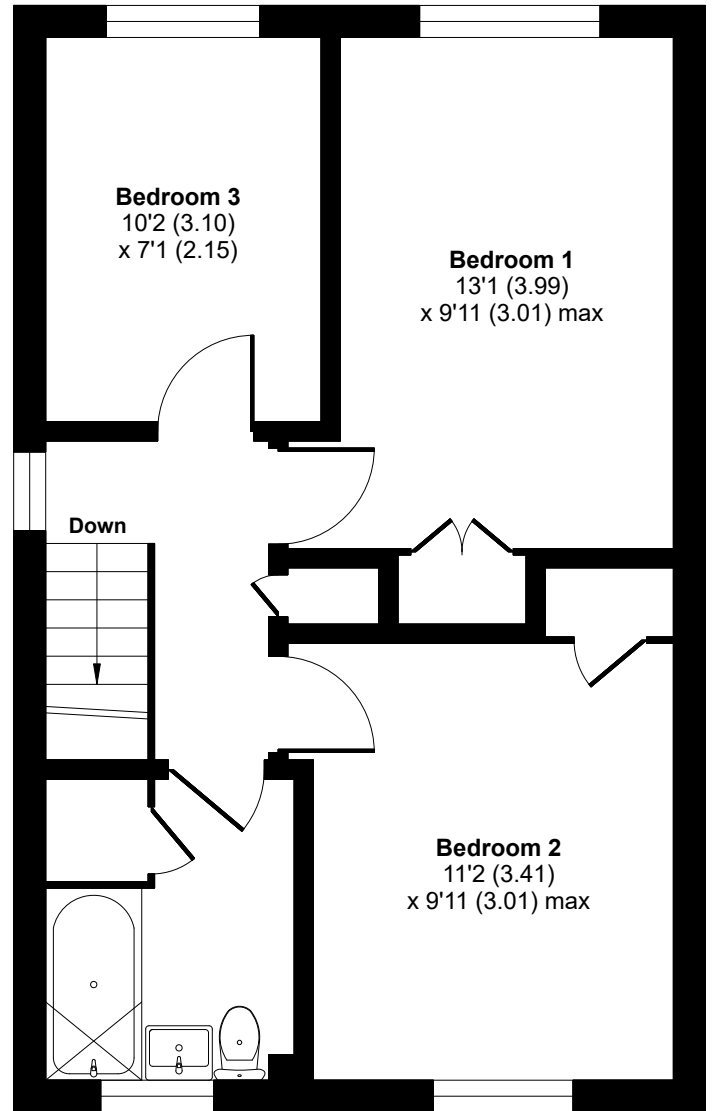 Bedroom 3
10'2 (3.10)
x 7'1 (2.15)
Bedroom 1
13'1 (3.99)
x 9'11 (3.01) max
Down
Bedroom 2
11'2 (3.41)
x 9'11 (3.01) max